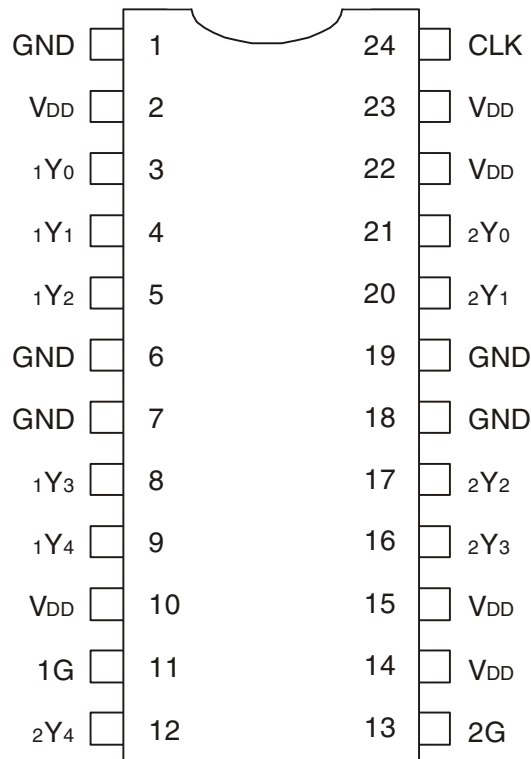 GND 1 24 CLK
VDD 2 23 VDD
1Y0 3 22 VDD
1Y1 4 21 2Y0
1Y2 5 20 2Y1
GND 6 19 GND
GND 7 18 GND
1Y3 8 17 2Y2
1Y4 9 16 2Y3
VDD 10 15 VDD
1G 11 14 VDD
2Y4 12 13 2G